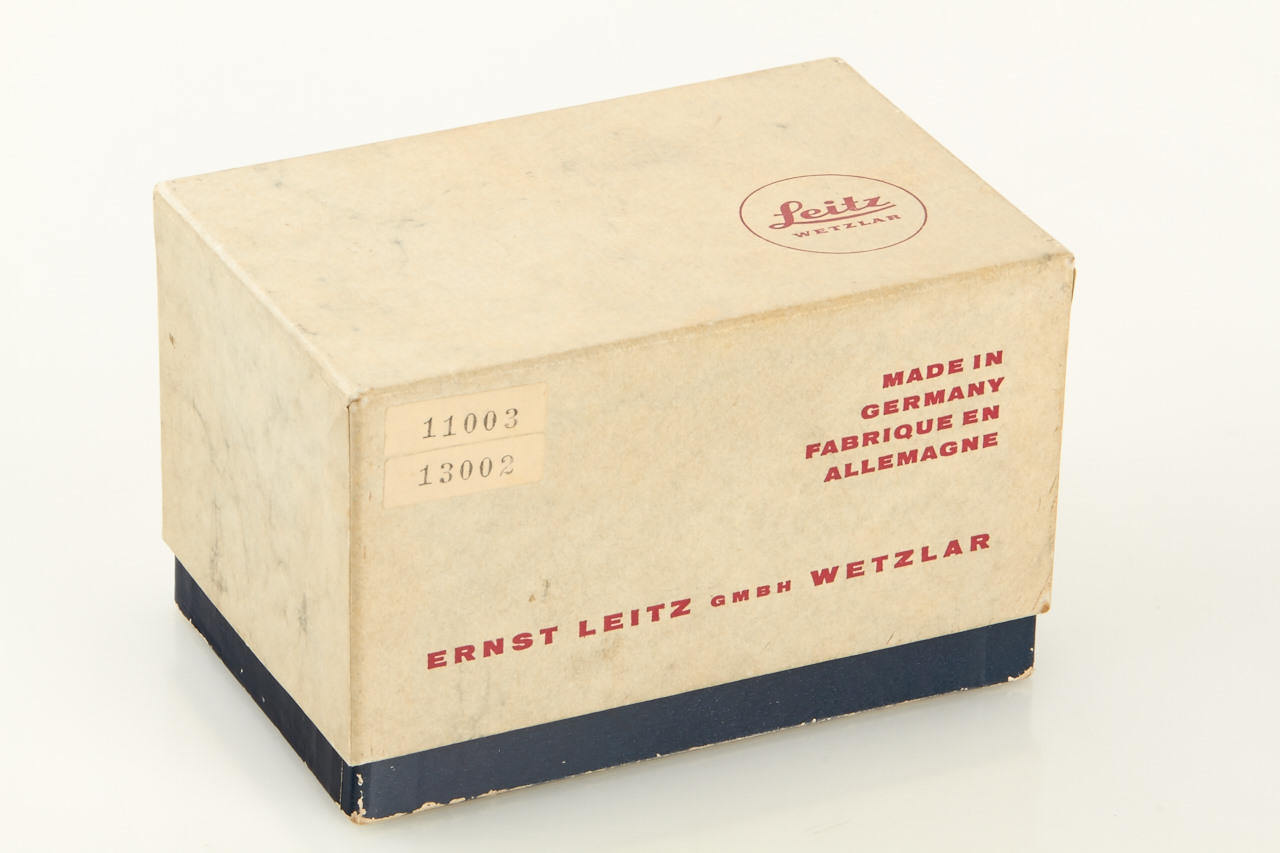 Leitz
WETZLAR
11003
13002
MADE IN
GERMANY
FABRIQUE EN
ALLEMAGNE
ERNST LEITZ GMBH WETZLAR